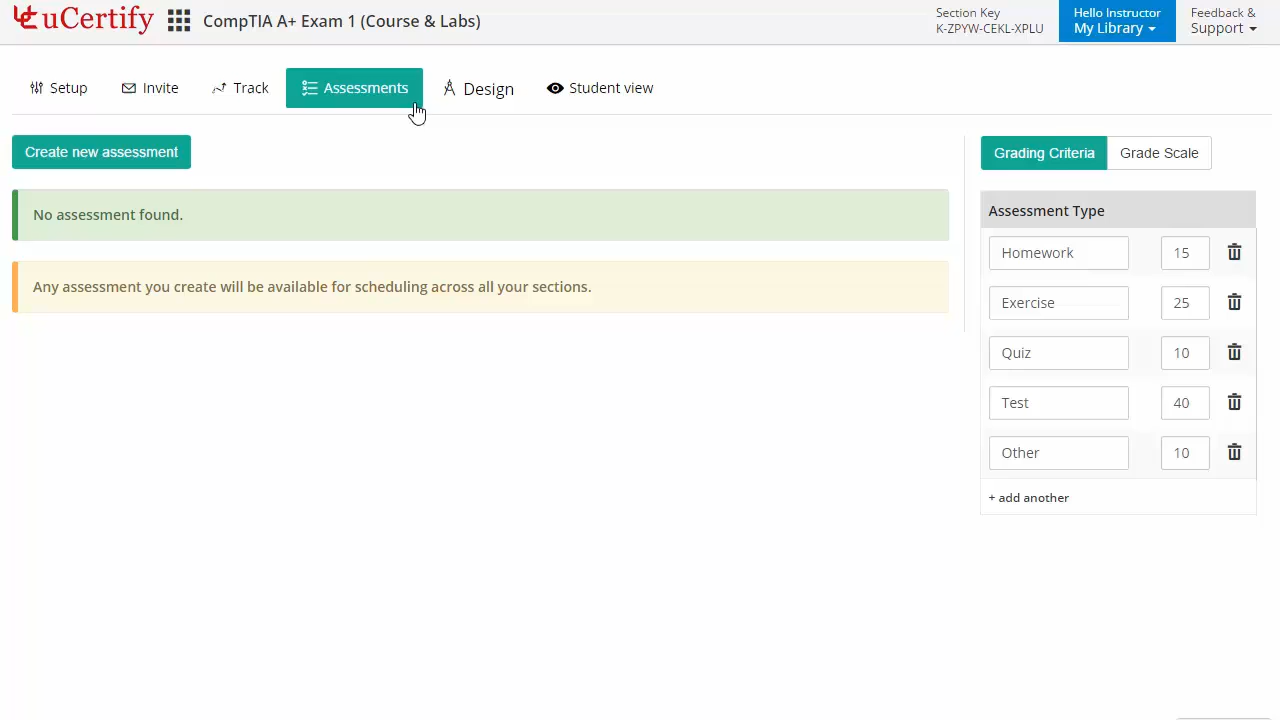 uCertify
CompTIA A+ Exam 1 (Course & Labs)
Section Key
K-ZPYW-CEKL-XPLU
Hello Instructor
My Library
Feedback &
Support
Setup
Invite
Track
Assessments
Design
Student view
Create new assessment
No assessment found.
Any assessment you create will be available for scheduling across all your sections.
Grading Criteria
Grade Scale
Assessment Type
Homework 15
Exercise 25
Quiz 10
Test 40
Other 10
+ add another